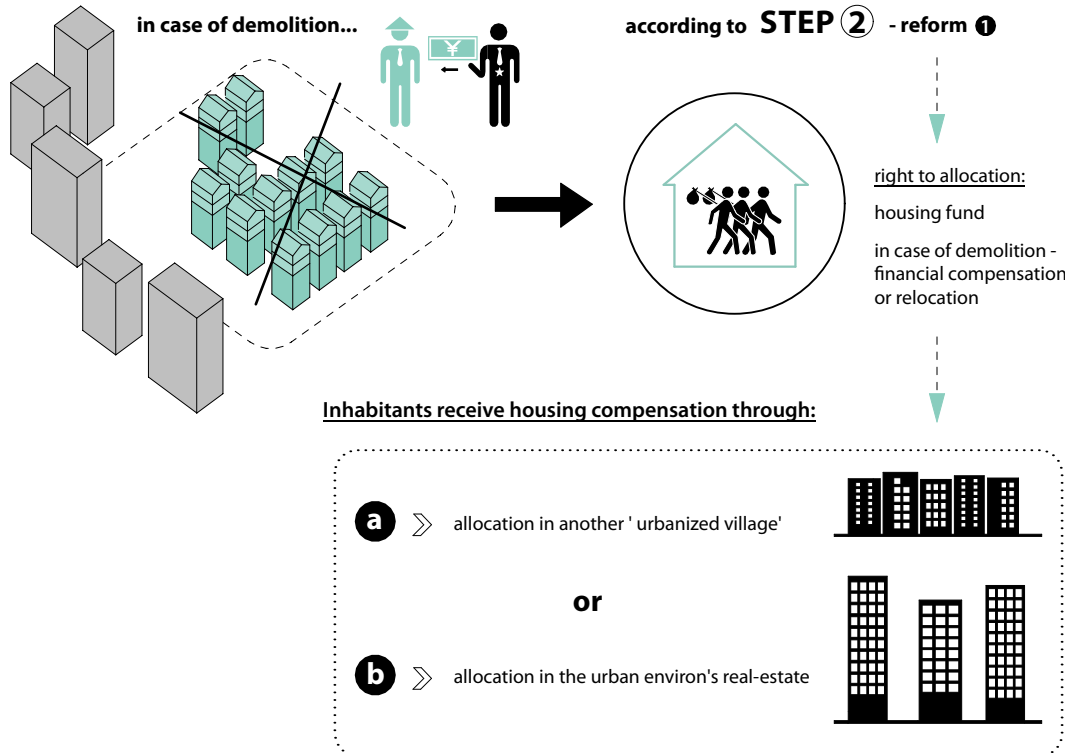 in case of demolition...
¥
according to STEP 2 - reform 1
right to allocation:
housing fund
in case of demolition -
financial compensation
or relocation
Inhabitants receive housing compensation through:
a allocation in another ' urbanized village'
or
b allocation in the urban environ's real-estate